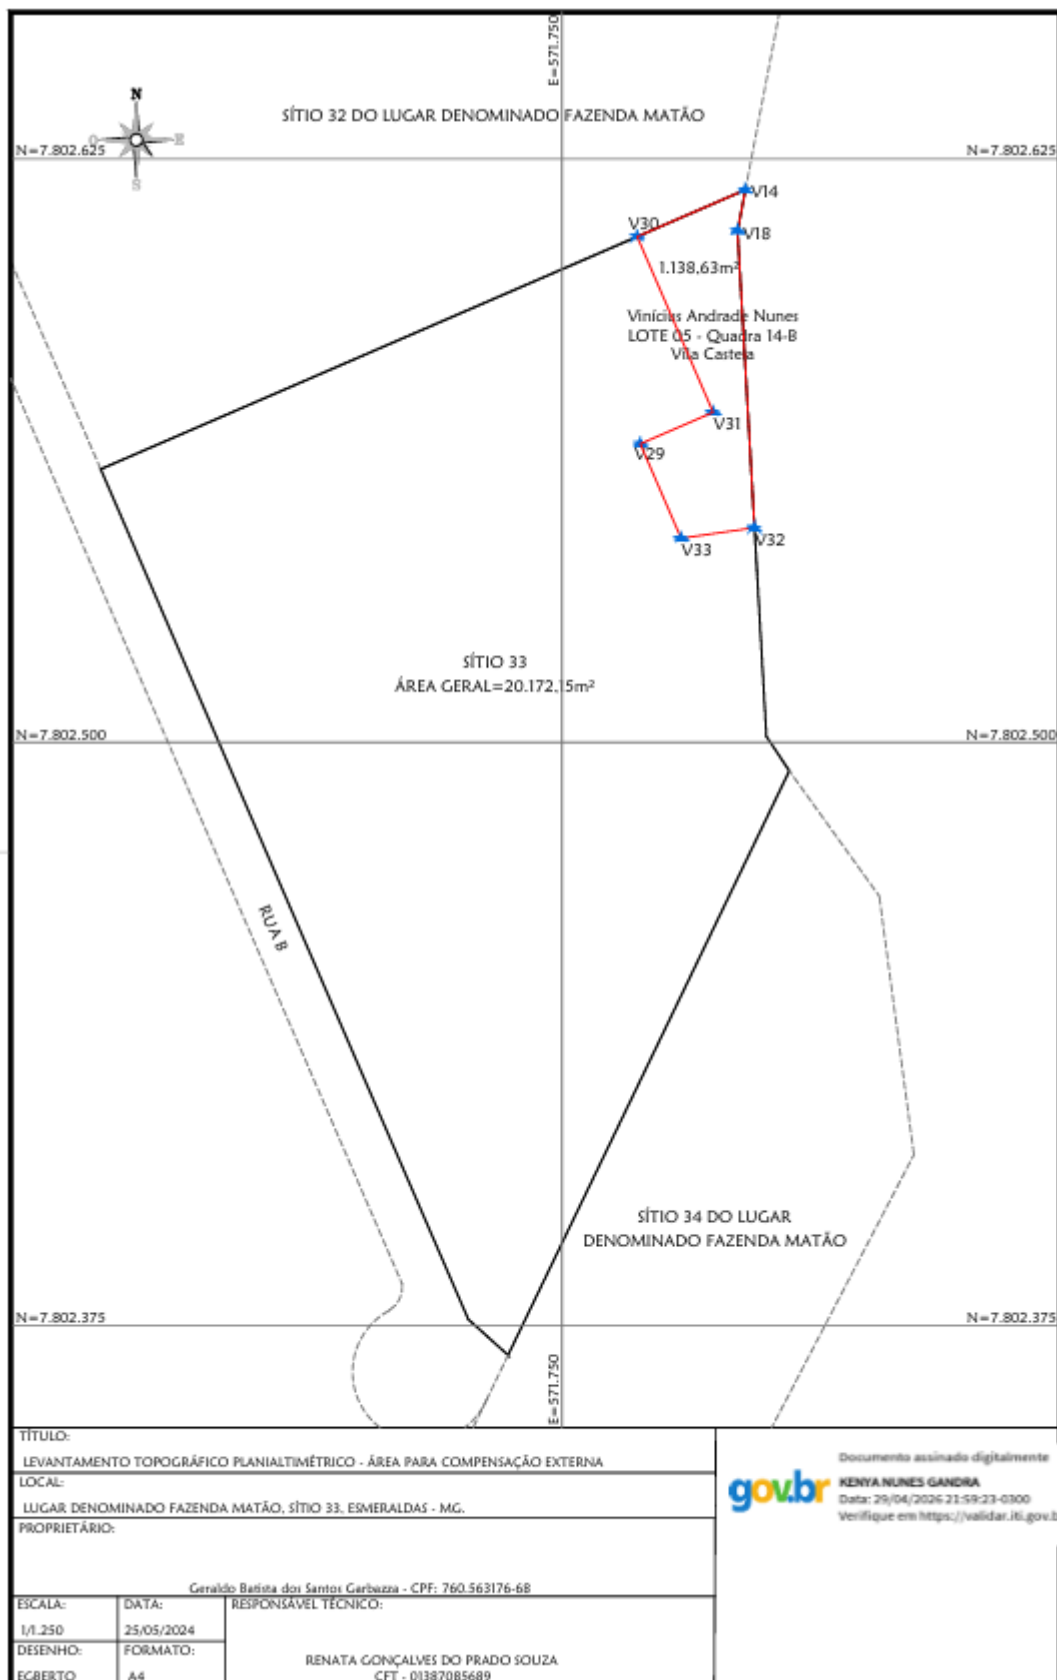 E=571.750
N
SÍTIO 32 DO LUGAR DENOMINADO FAZENDA MATÃO
O E
N=7.802.625 N=7.802.625
S
V14
V30
V18
1.138,63m²
Vinícius Andrade Nunes
LOTE 05 - Quadra 14-B
Vila Castela
V31
V29
V32
V33
SÍTIO 33
ÁREA GERAL=20.172,15m²
N=7.802.500 N=7.802.500
RUA B
SÍTIO 34 DO LUGAR
DENOMINADO FAZENDA MATÃO
N=7.802.375 N=7.802.375
E=571.750
TÍTULO:
LEVANTAMENTO TOPOGRÁFICO PLANIALTIMÉTRICO - ÁREA PARA COMPENSAÇÃO EXTERNA
LOCAL:
LUGAR DENOMINADO FAZENDA MATÃO, SÍTIO 33, ESMERALDAS - MG.
PROPRIETÁRIO:
Geraldo Batista dos Santos Garbazza - CPF: 760.563176-68
ESCALA: DATA: RESPONSÁVEL TÉCNICO:
1/1.250 25/05/2024
DESENHO: FORMATO:
RENATA GONÇALVES DO PRADO SOUZA
EGBERTO A4 CFT - 01387085689
gov.br
Documento assinado digitalmente
KENYA NUNES GANDRA
Data: 29/04/2026 21:59:23-0300
Verifique em https://validar.iti.gov.b